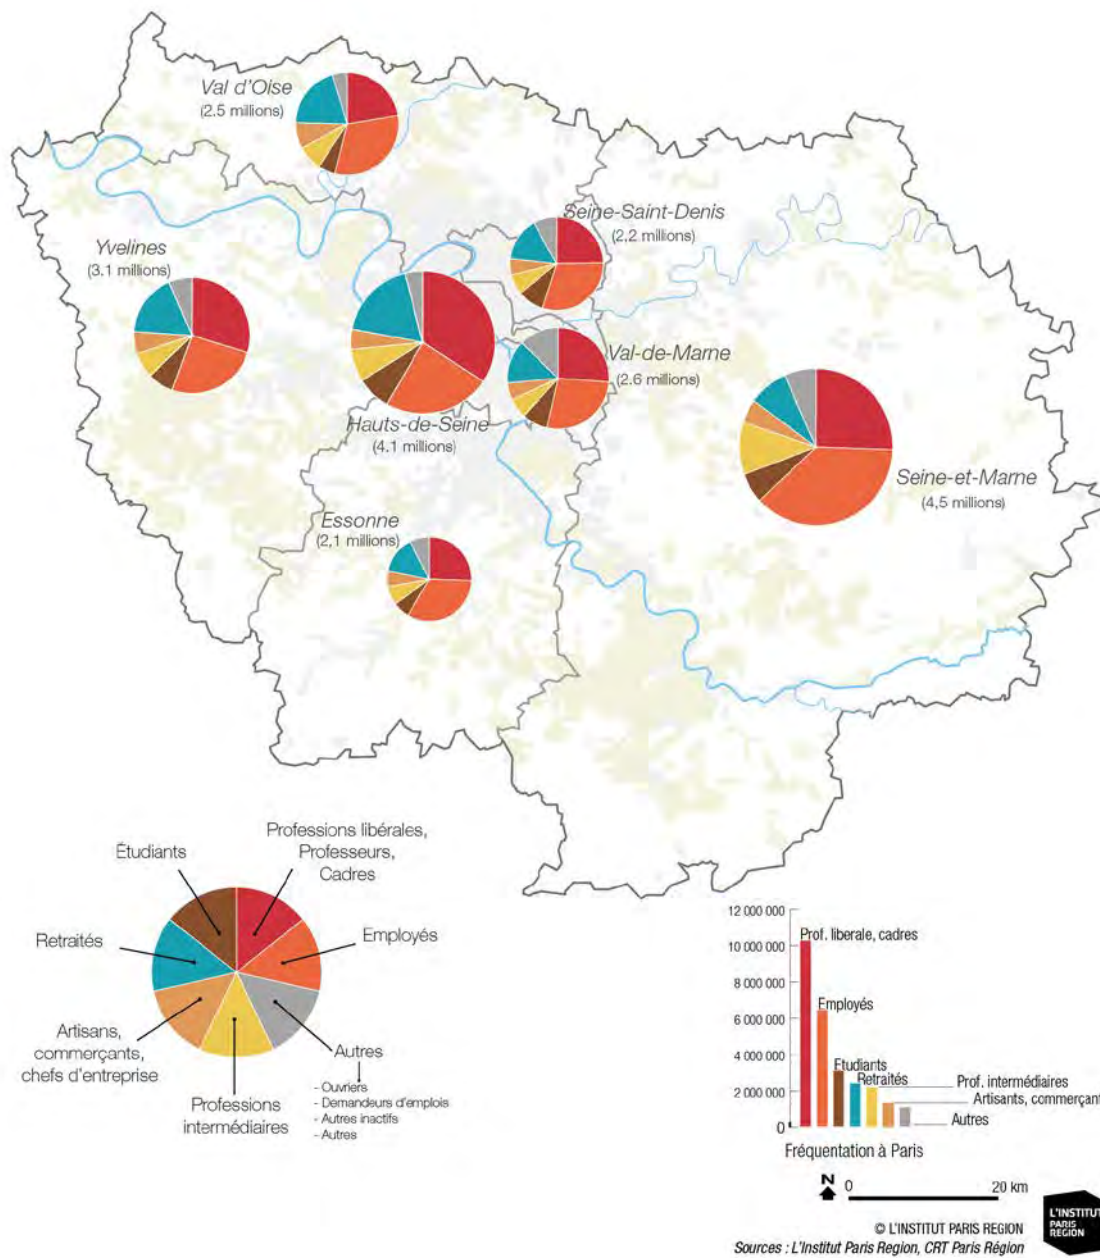 Val d'Oise
(2.5 millions)
Seine-Saint-Denis
(2,2 millions)
Yvelines
(3.1 millions)
Val-de-Marne
(2.6 millions)
Hauts-de-Seine
(4.1 millions)
Seine-et-Marne
(4,5 millions)
Essonne
(2,1 millions)
Professions libérales,
Professeurs,
Cadres
Étudiants
Retraités
Employés
Artisans,
commerçants,
chefs d'entreprise
Autres
- Ouvriers
- Demandeurs d'emplois
- Autres inactifs
- Autres
Professions
intermédiaires
12 000 000
10 000 000
8 000 000
6 000 000
4 000 000
2 000 000
0
Prof. liberale, cadres
Employés
Etudiants
Retraités
Prof. intermédiaires
Artisants, commerçant
Autres
Fréquentation à Paris
N
0
20 km
© L'INSTITUT PARIS REGION
Sources : L'Institut Paris Region, CRT Paris Région
L'INSTITUT
PARIS
REGION